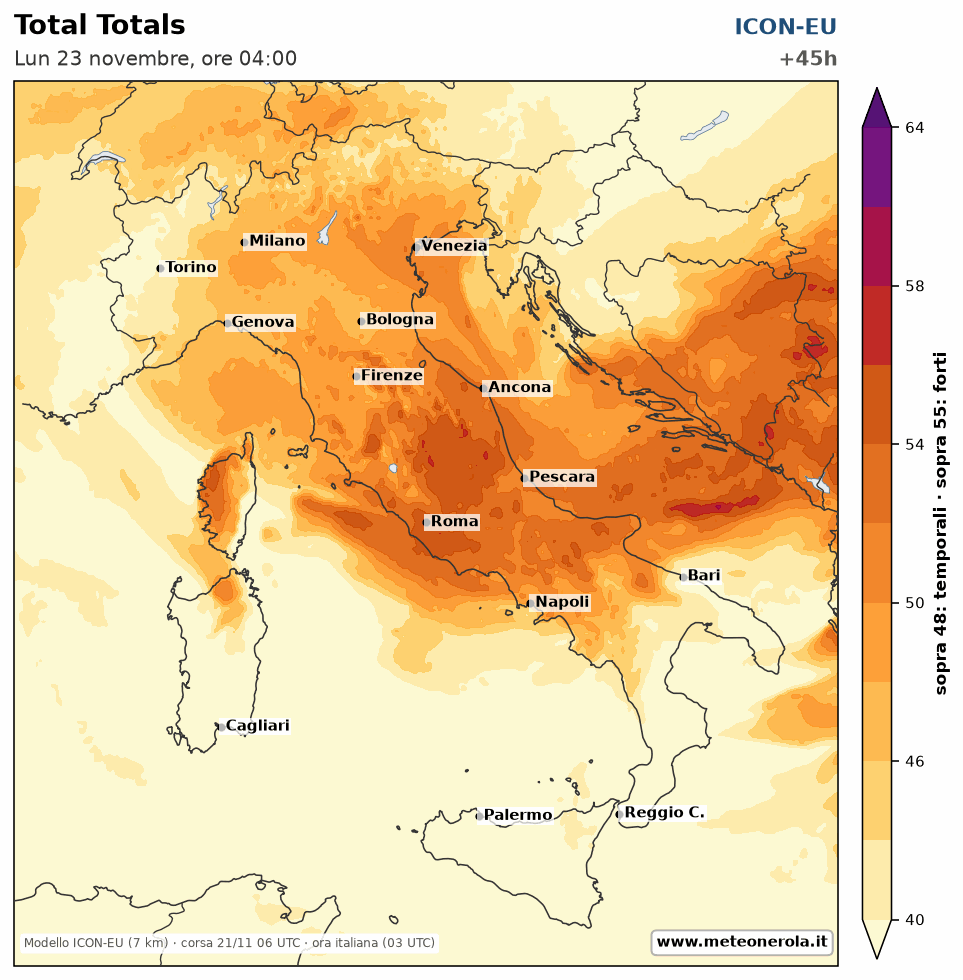 Total Totals
ICON-EU
Lun 23 novembre, ore 04:00
+45h
64
58
54
50
46
40
sopra 48: temporali · sopra 55: forti
Milano
Venezia
Torino
Genova
Bologna
Firenze
Ancona
Pescara
Roma
Bari
Napoli
Cagliari
Palermo
Reggio C.
Modello ICON-EU (7 km) · corsa 21/11 06 UTC · ora italiana (03 UTC)
www.meteonerola.it